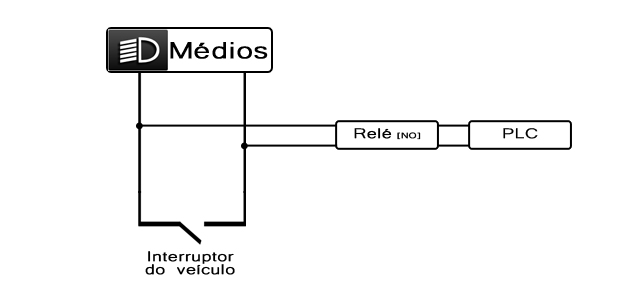 Médios
Relé [NO]
PLC
Interruptor
do veículo